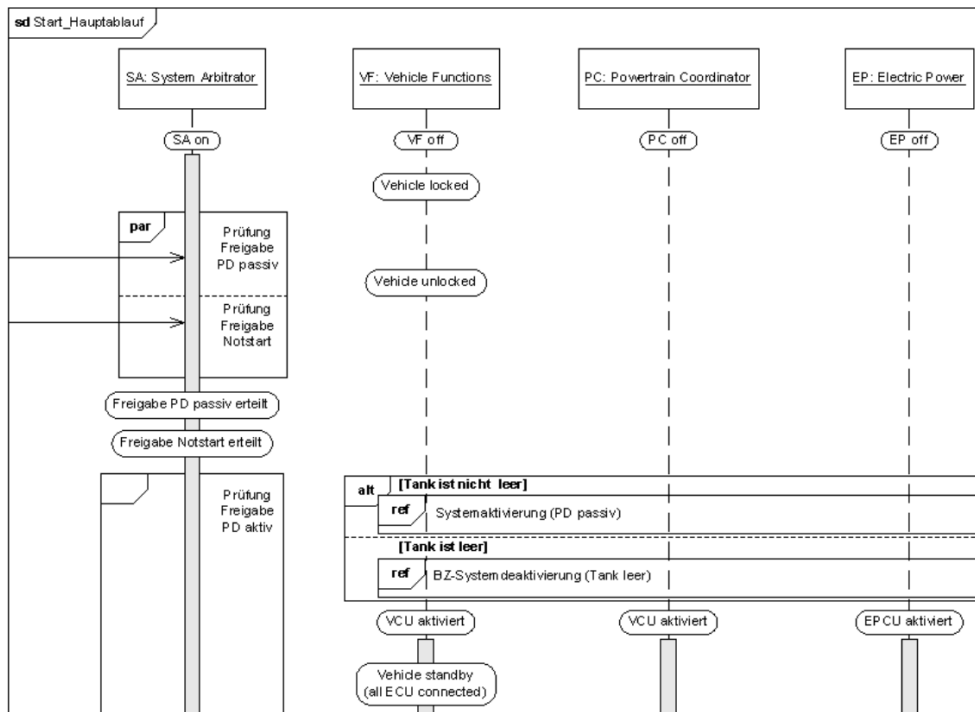 sd Start_Hauptablauf
SA: System Arbitrator
VF: Vehicle Functions
PC: Powertrain Coordinator
EP: Electric Power
SA on
VF off
PC off
EP off
Vehicle locked
par
Prüfung
Freigabe
PD passiv
Vehicle unlocked
Prüfung
Freigabe
Notstart
Freigabe PD passiv erteilt
Freigabe Notstart erteilt
Prüfung
Freigabe
PD aktiv
alt
[Tank ist nicht leer]
ref
Systemaktivierung (PD passiv)
[Tank ist leer]
ref
BZ-Systemdeaktivierung (Tank leer)
VCU aktiviert
VCU aktiviert
EPCU aktiviert
Vehicle standby
(all ECU connected)